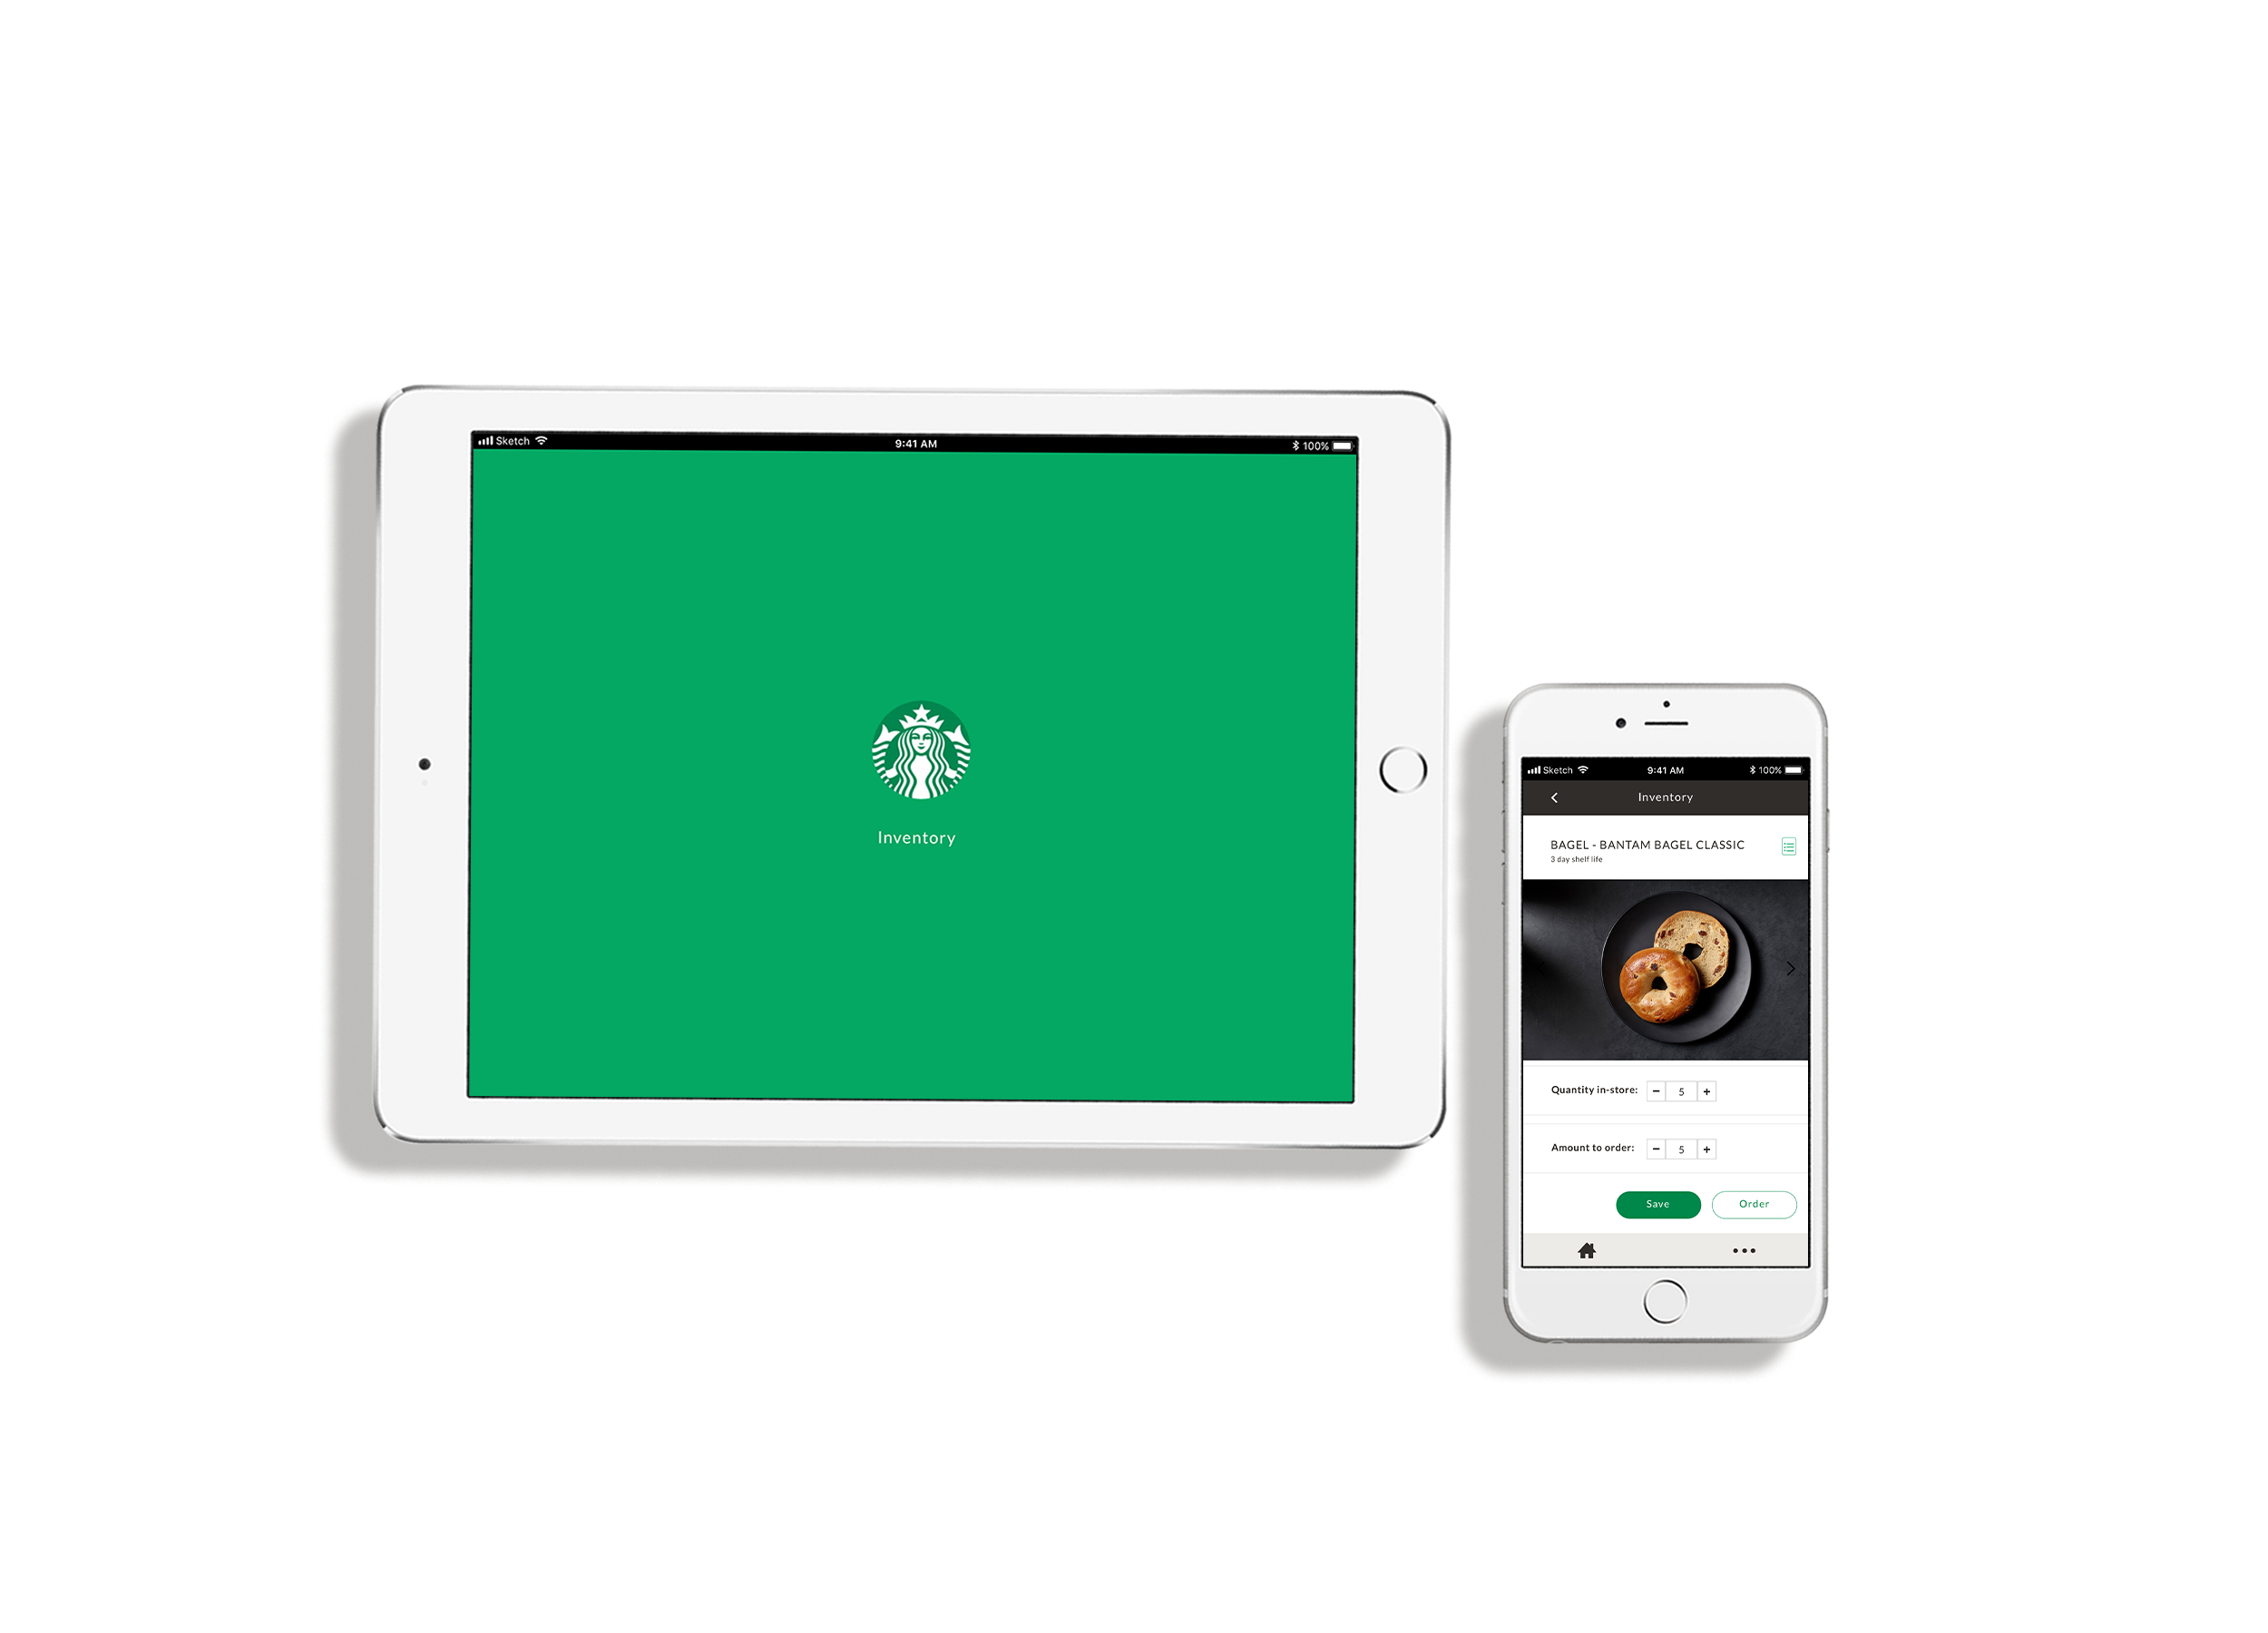 Sketch 9:41 AM 100%
Inventory
Sketch 9:41 AM 100%
Inventory
BAGEL - BANTAM BAGEL CLASSIC
3 day shelf life
Quantity in-store: - 5 +
Amount to order: - 5 +
Save Order